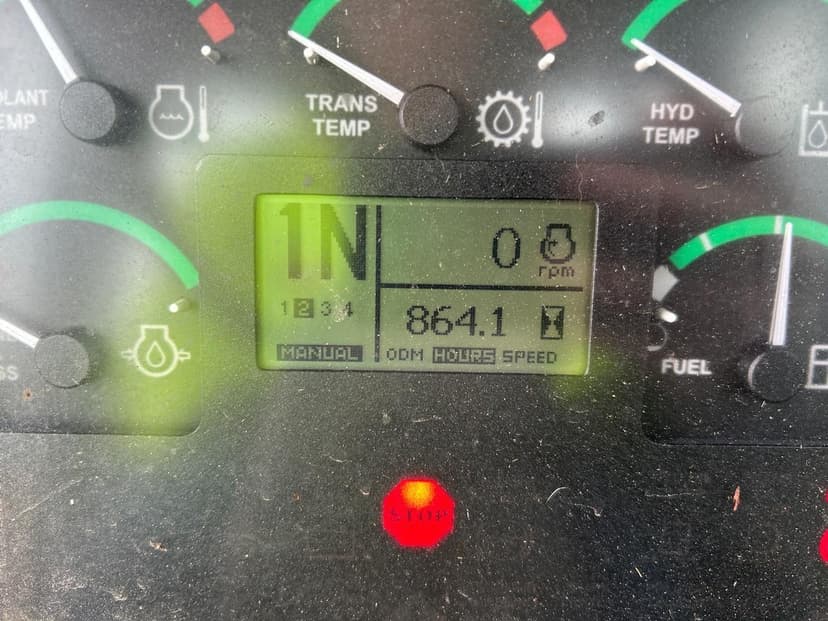 TRANS
TEMP
HYD
TEMP
1N
0
rpm
1 2 3 4
864.1
MANUAL
ODM HOURS SPEED
FUEL
STOP